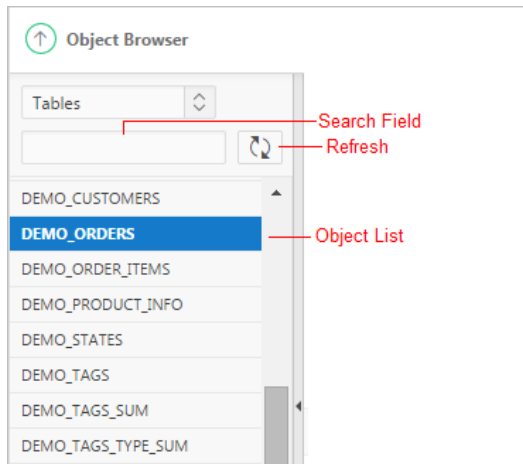 Object Browser
Tables
Search Field
Refresh
DEMO_CUSTOMERS
DEMO_ORDERS
Object List
DEMO_ORDER_ITEMS
DEMO_PRODUCT_INFO
DEMO_STATES
DEMO_TAGS
DEMO_TAGS_SUM
DEMO_TAGS_TYPE_SUM